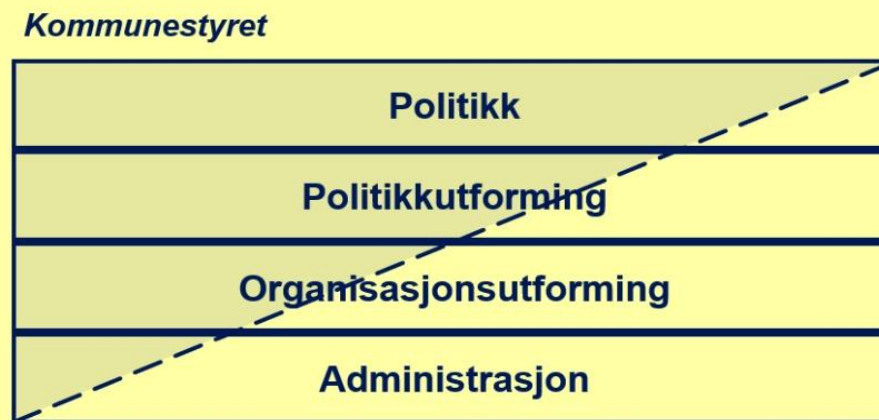 Kommunestyret
Politikk
Politikkutforming
Organisasjonsutforming
Administrasjon